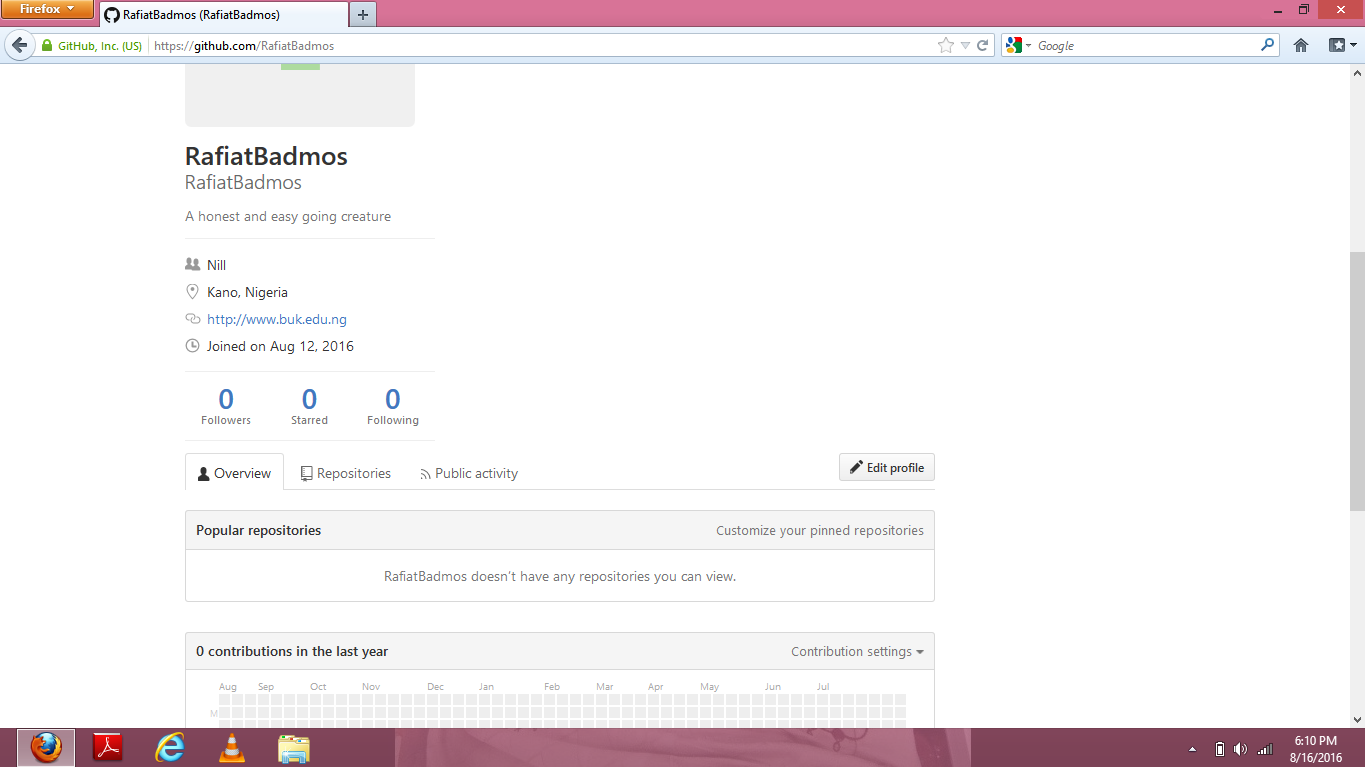 Firefox
RafiatBadmos (RafiatBadmos)
GitHub, Inc. (US)
https://github.com/RafiatBadmos
Google
RafiatBadmos
RafiatBadmos
A honest and easy going creature
Nill
Kano, Nigeria
http://www.buk.edu.ng
Joined on Aug 12, 2016
0 0 0
Followers Starred Following
Overview Repositories Public activity Edit profile
Popular repositories Customize your pinned repositories
RafiatBadmos doesn't have any repositories you can view.
0 contributions in the last year Contribution settings
Aug Sep Oct Nov Dec Jan Feb Mar Apr May Jun Jul
M
6:10 PM
8/16/2016